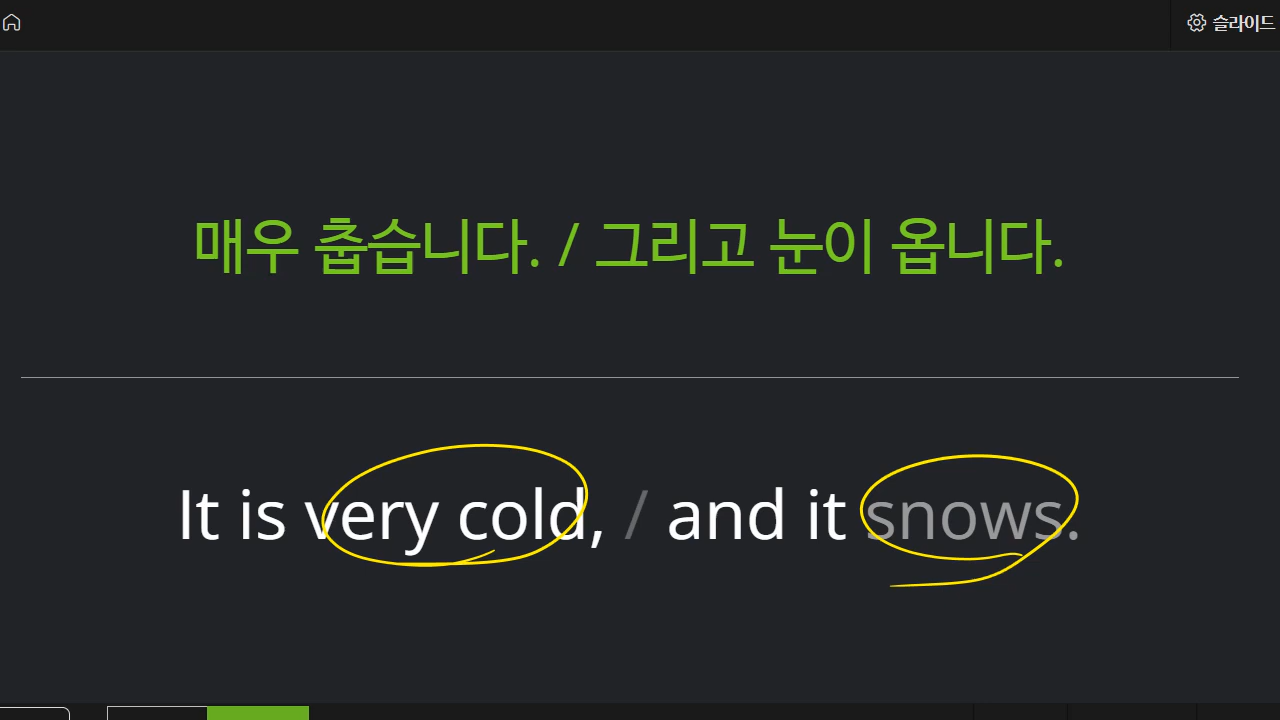 슬라이드
매우 춥습니다. / 그리고 눈이 옵니다.
It is very cold, / and it snows.